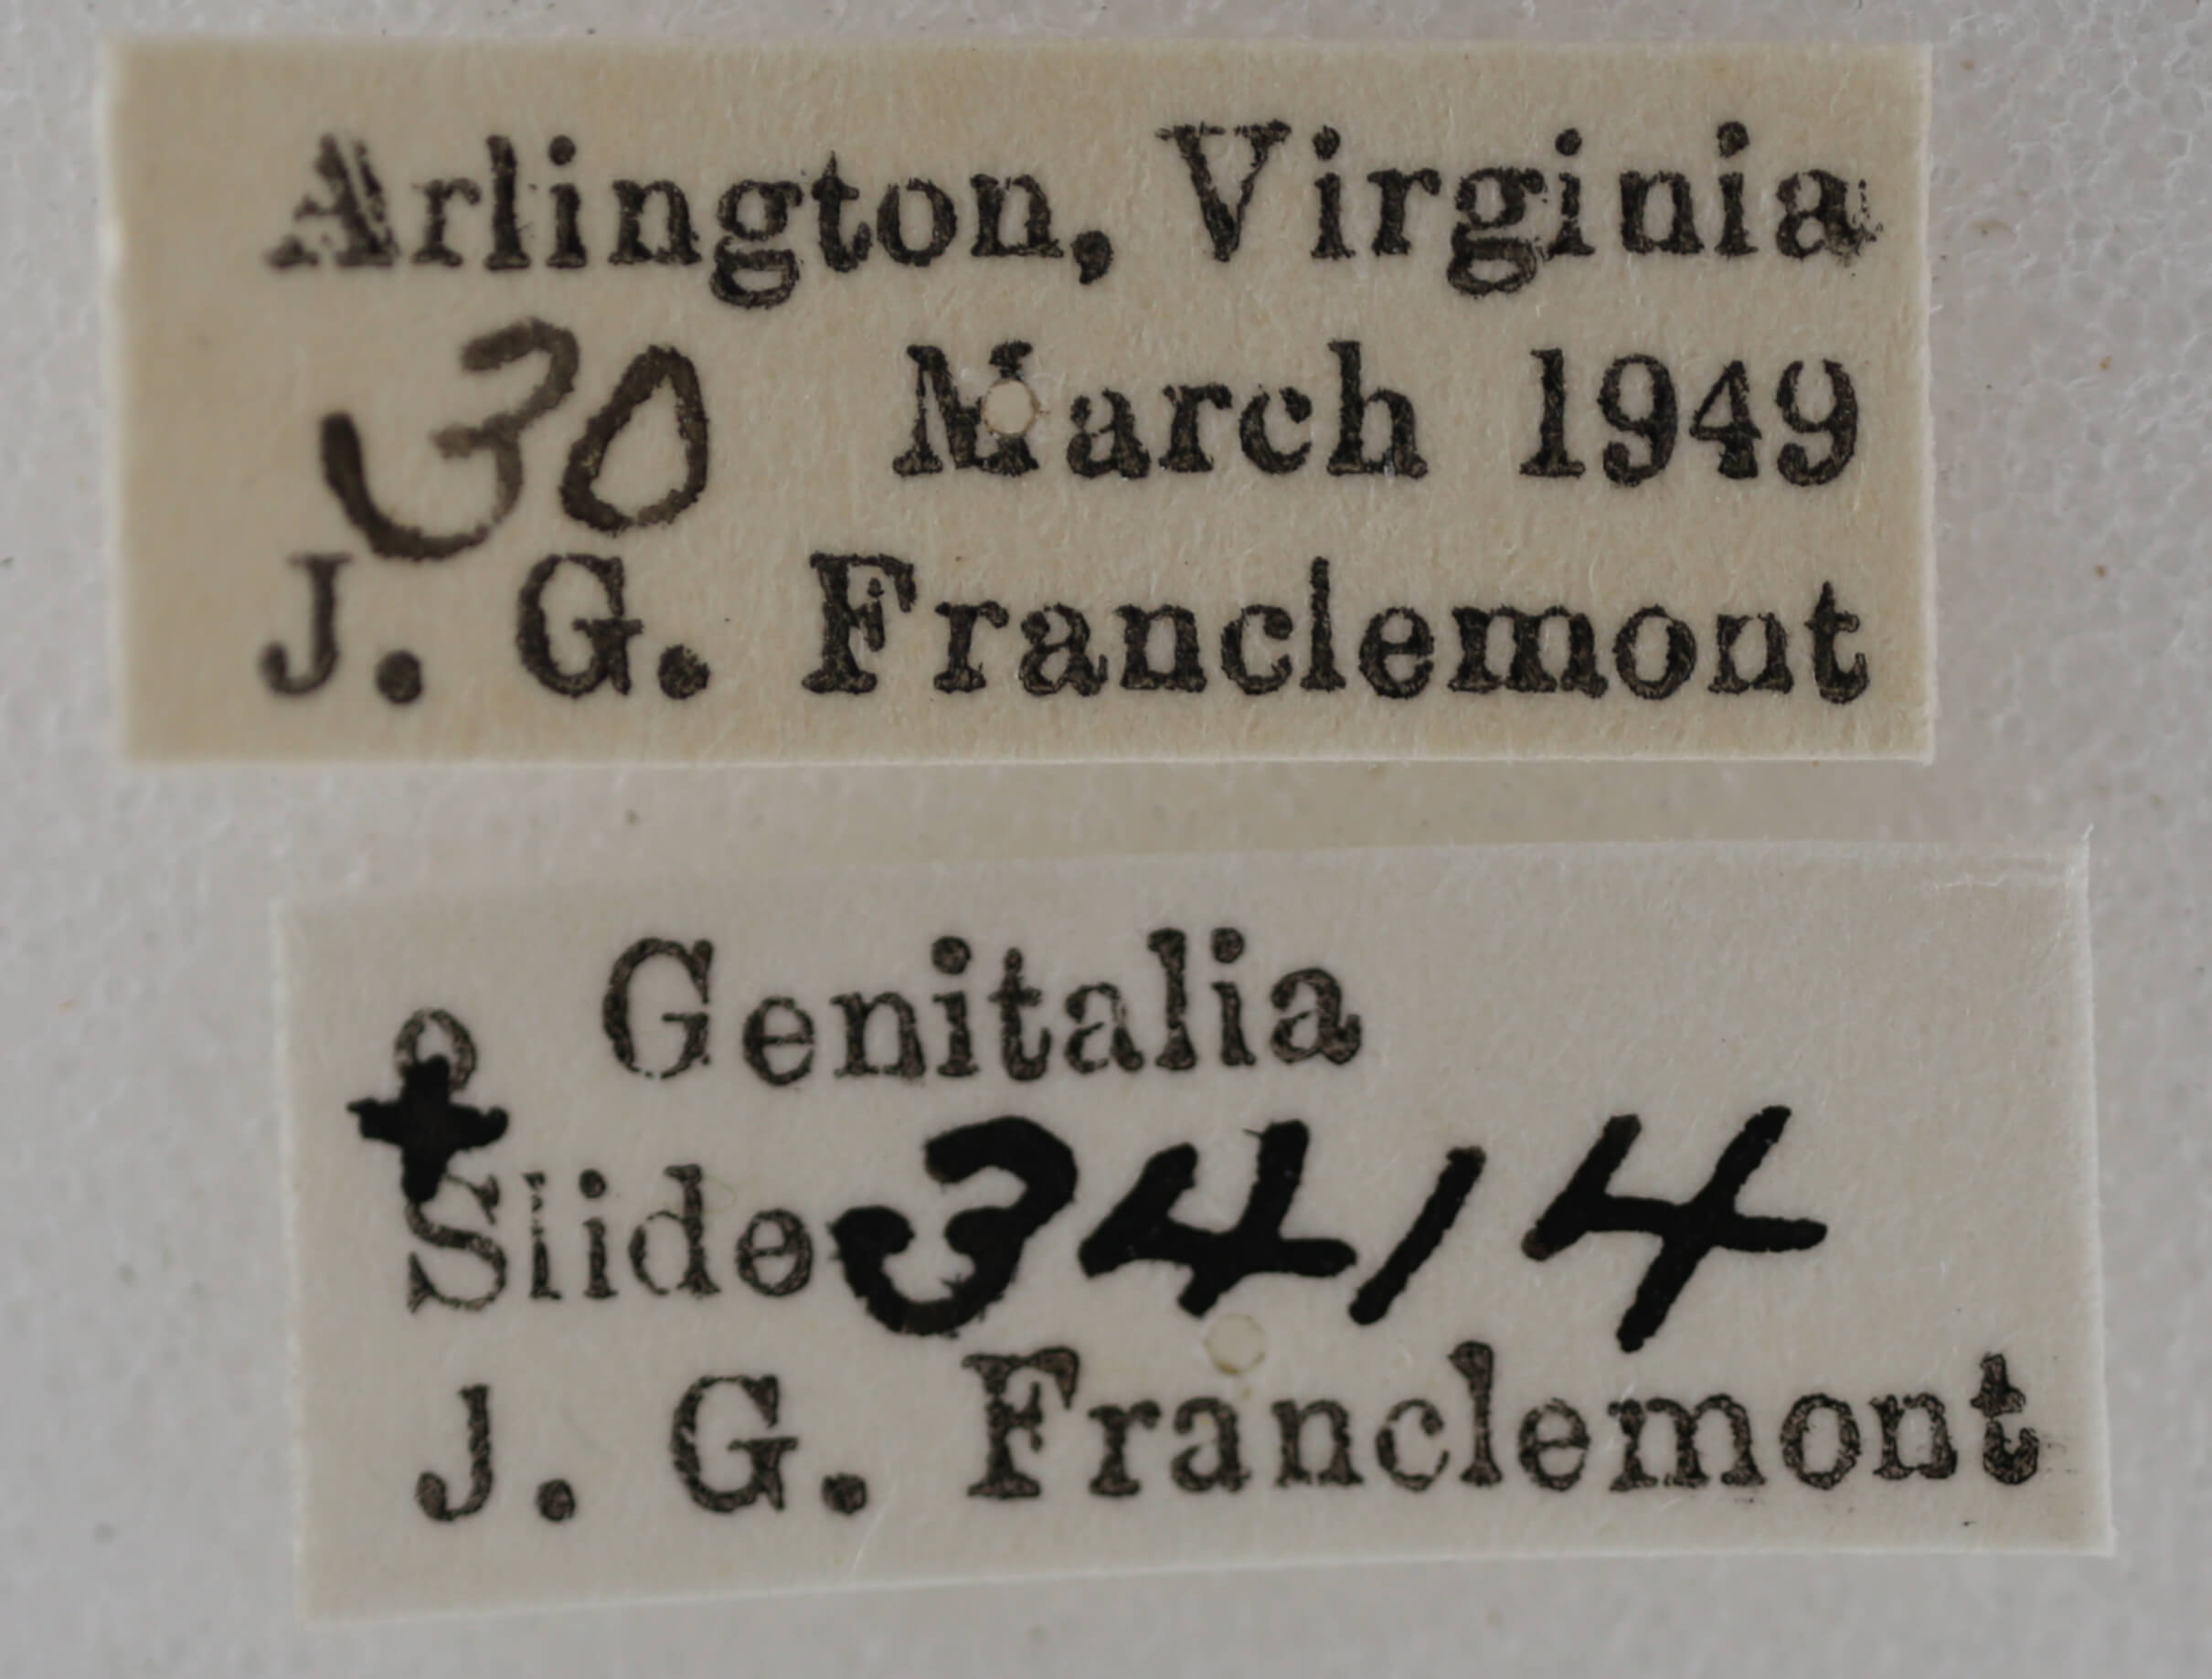 Arlington, Virginia
30 March 1949
J. G. Franclemont
♀ Genitalia
Slide 3414
J. G. Franclemont